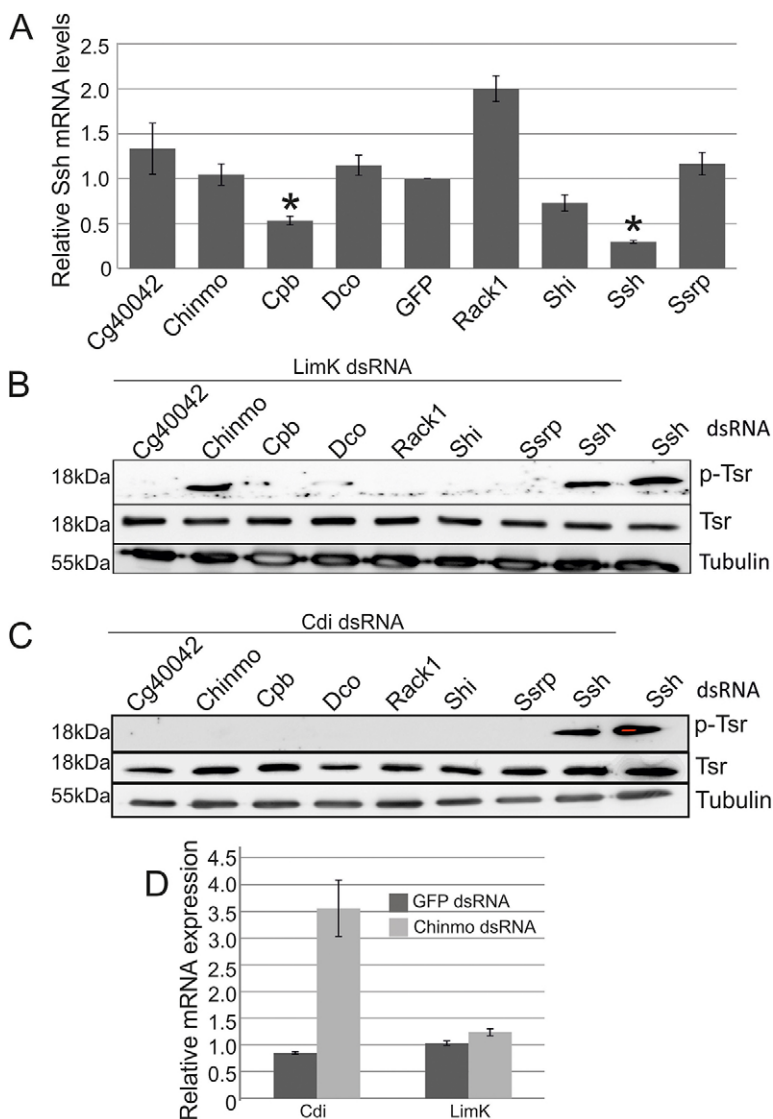 A
Relative Ssh mRNA levels
2.5
2.0
1.5
1.0
0.5
0
*
*
Cg40042
Chinmo
Cpb
Dco
GFP
Rack1
Shi
Ssh
Ssrp
B
LimK dsRNA
Cg40042
Chinmo
Cpb
Dco
Rack1
Shi
Ssrp
Ssh
Ssh
dsRNA
18kDa
p-Tsr
18kDa
Tsr
55kDa
Tubulin
C
Cdi dsRNA
Cg40042
Chinmo
Cpb
Dco
Rack1
Shi
Ssrp
Ssh
Ssh
dsRNA
18kDa
p-Tsr
18kDa
Tsr
55kDa
Tubulin
D
Relative mRNA expression
4.5
4.0
3.5
3.0
2.5
2.0
1.5
1.0
0.5
0
GFP dsRNA
Chinmo dsRNA
Cdi
LimK